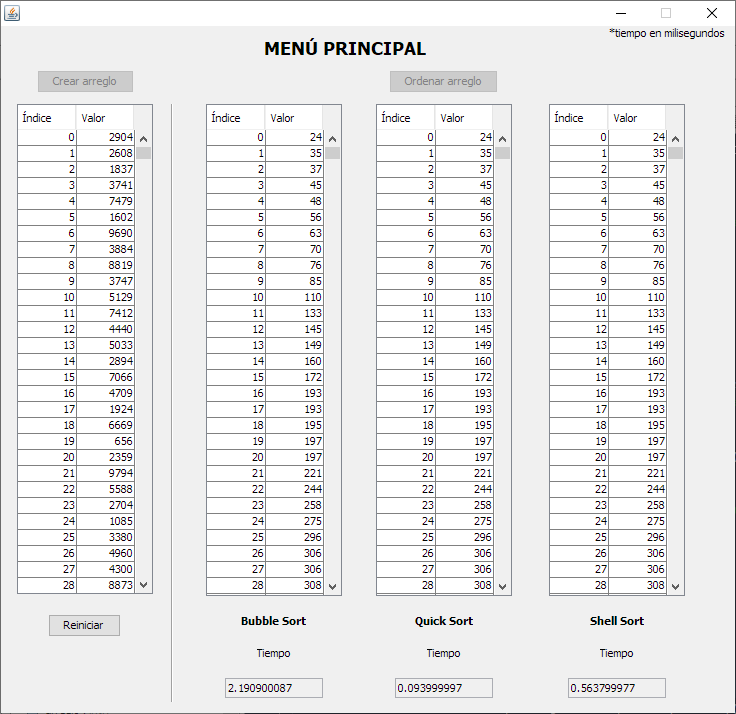 *tiempo en milisegundos
MENÚ PRINCIPAL
Crear arreglo Ordenar arreglo
Índice Valor Índice Valor Índice Valor Índice Valor
0 2904 0 24 0 24 0 24
1 2608 1 35 1 35 1 35
2 1837 2 37 2 37 2 37
3 3741 3 45 3 45 3 45
4 7479 4 48 4 48 4 48
5 1602 5 56 5 56 5 56
6 9690 6 63 6 63 6 63
7 3884 7 70 7 70 7 70
8 8819 8 76 8 76 8 76
9 3747 9 85 9 85 9 85
10 5129 10 110 10 110 10 110
11 7412 11 133 11 133 11 133
12 4440 12 145 12 145 12 145
13 5033 13 149 13 149 13 149
14 2894 14 160 14 160 14 160
15 7066 15 172 15 172 15 172
16 4709 16 193 16 193 16 193
17 1924 17 193 17 193 17 193
18 6669 18 195 18 195 18 195
19 656 19 197 19 197 19 197
20 2359 20 197 20 197 20 197
21 9794 21 221 21 221 21 221
22 5588 22 244 22 244 22 244
23 2704 23 258 23 258 23 258
24 1085 24 275 24 275 24 275
25 3380 25 296 25 296 25 296
26 4960 26 306 26 306 26 306
27 4300 27 306 27 306 27 306
28 8873 28 308 28 308 28 308
Reiniciar Bubble Sort Quick Sort Shell Sort
Tiempo Tiempo Tiempo
2.190900087 0.093999997 0.563799977